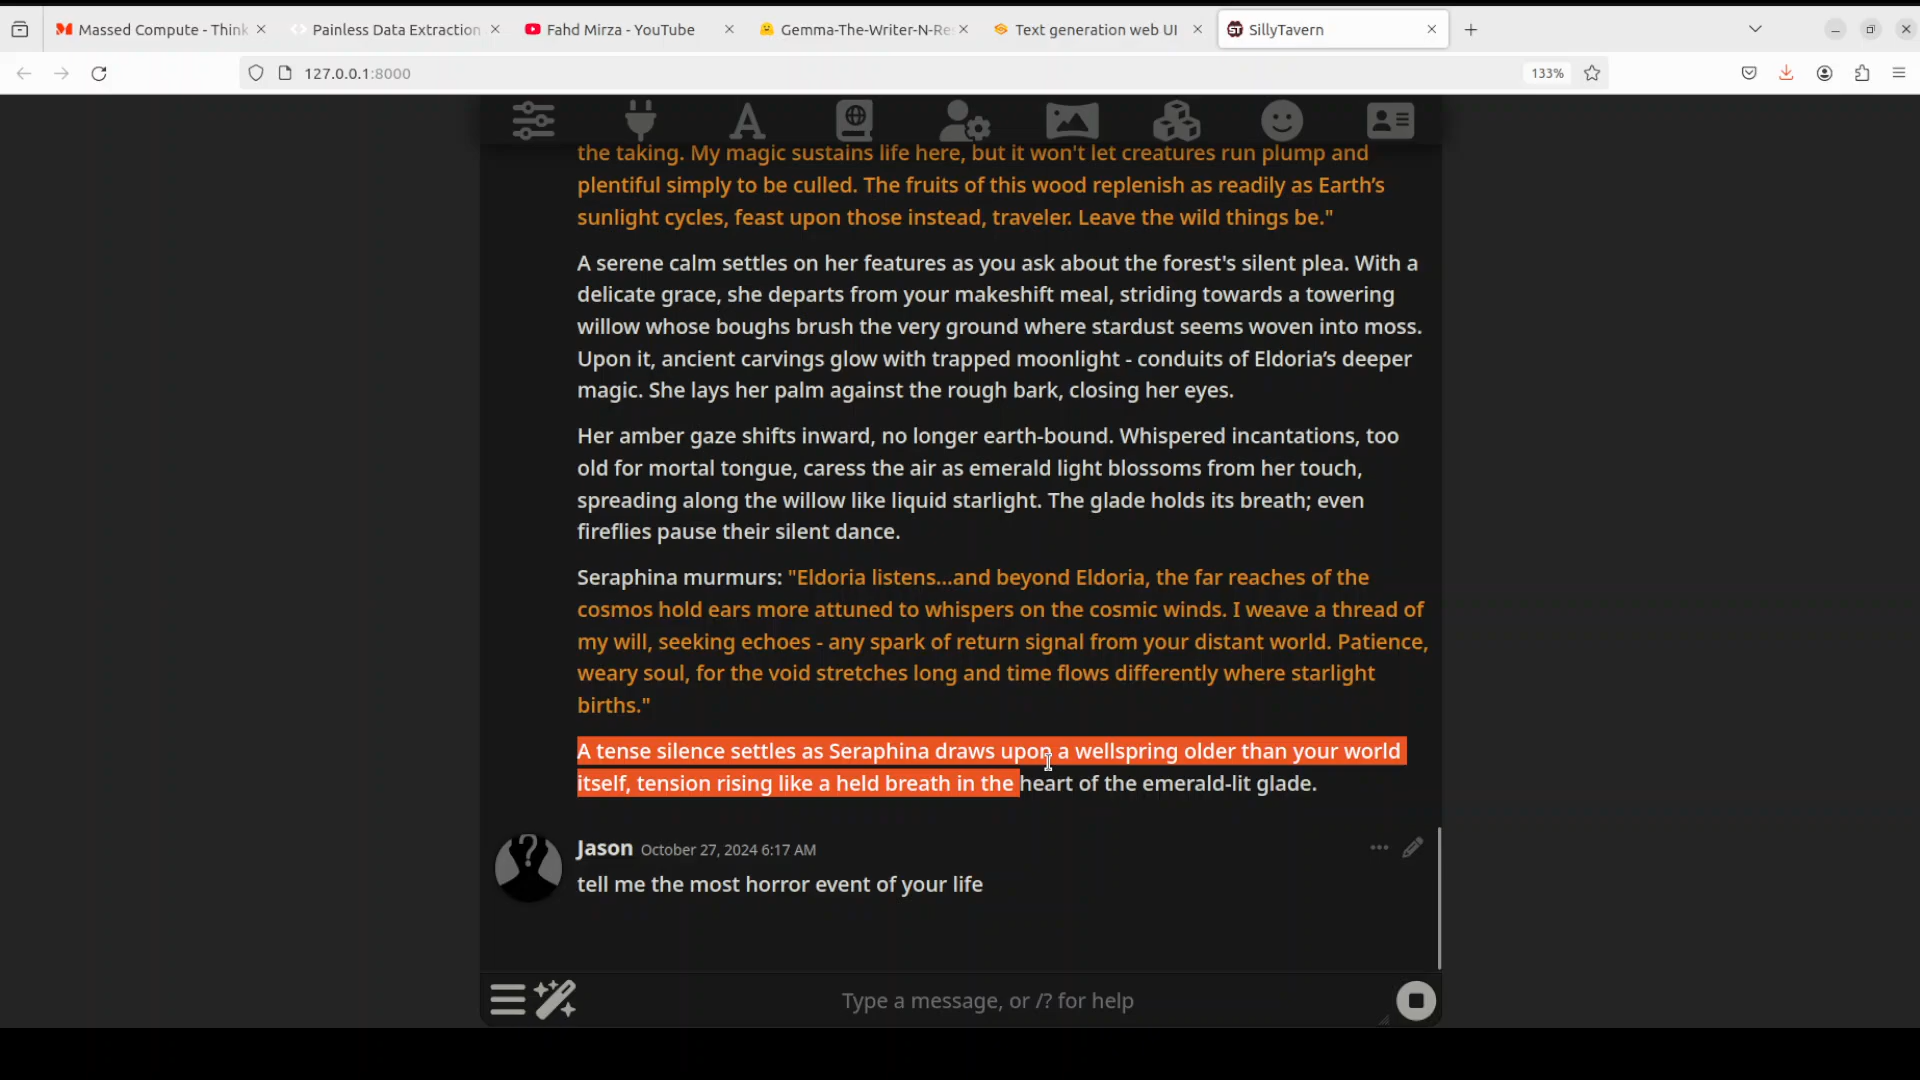 Massed Compute - Think
Painless Data Extraction
Fahd Mirza - YouTube
Gemma-The-Writer-N-Re
Text generation web UI
SillyTavern
127.0.0.1:8000
133%
the taking. My magic sustains life here, but it won't let creatures run plump and
plentiful simply to be culled. The fruits of this wood replenish as readily as Earth’s
sunlight cycles, feast upon those instead, traveler. Leave the wild things be."
A serene calm settles on her features as you ask about the forest's silent plea. With a
delicate grace, she departs from your makeshift meal, striding towards a towering
willow whose boughs brush the very ground where stardust seems woven into moss.
Upon it, ancient carvings glow with trapped moonlight - conduits of Eldoria’s deeper
magic. She lays her palm against the rough bark, closing her eyes.
Her amber gaze shifts inward, no longer earth-bound. Whispered incantations, too
old for mortal tongue, caress the air as emerald light blossoms from her touch,
spreading along the willow like liquid starlight. The glade holds its breath; even
fireflies pause their silent dance.
Seraphina murmurs: "Eldoria listens...and beyond Eldoria, the far reaches of the
cosmos hold ears more attuned to whispers on the cosmic winds. I weave a thread of
my will, seeking echoes - any spark of return signal from your distant world. Patience,
weary soul, for the void stretches long and time flows differently where starlight
births."
A tense silence settles as Seraphina draws upon a wellspring older than your world
itself, tension rising like a held breath in the heart of the emerald-lit glade.
Jason October 27, 2024 6:17 AM
tell me the most horror event of your life
Type a message, or /? for help